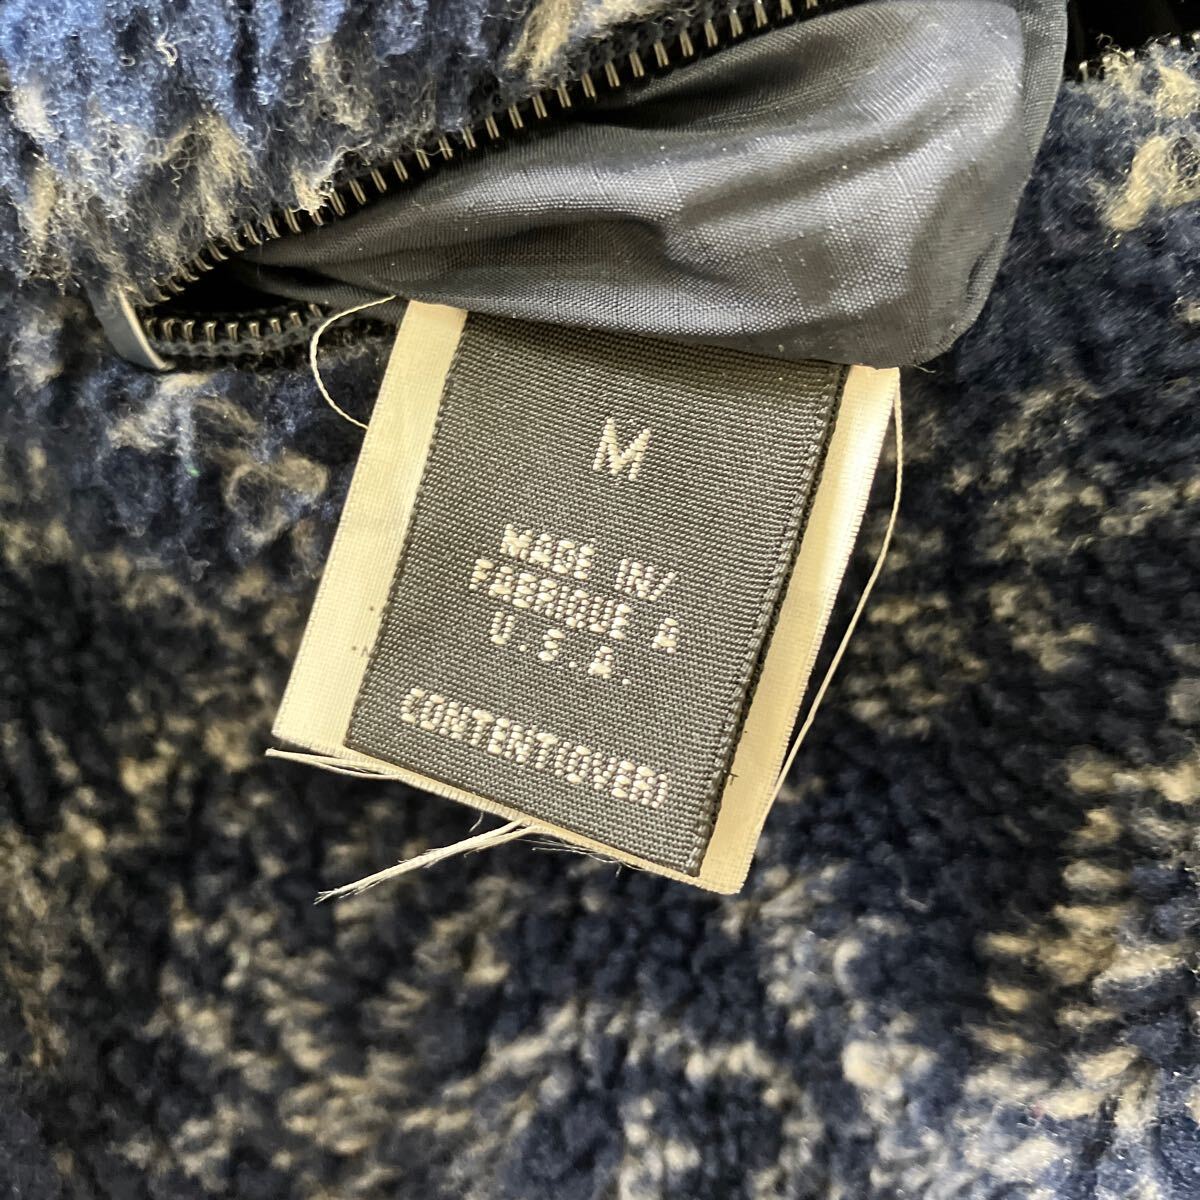 M
MADE IN/
FABRIQUE A
U.S.A.
CONTENT/OVER/